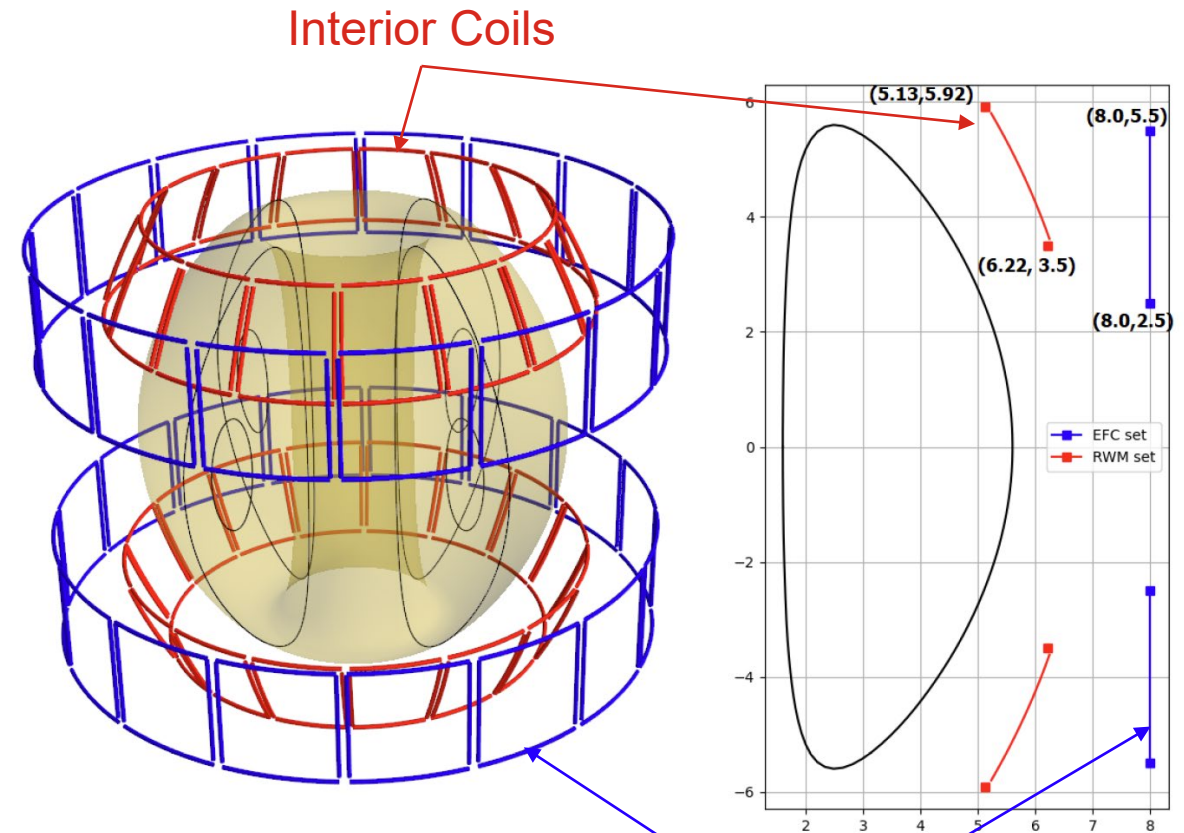 Interior Coils
(5.13,5.92)
(8.0,5.5)
(6.22, 3.5)
(8.0,2.5)
EFC set
RWM set
6
4
2
0
−2
−4
−6
2 3 4 5 6 7 8